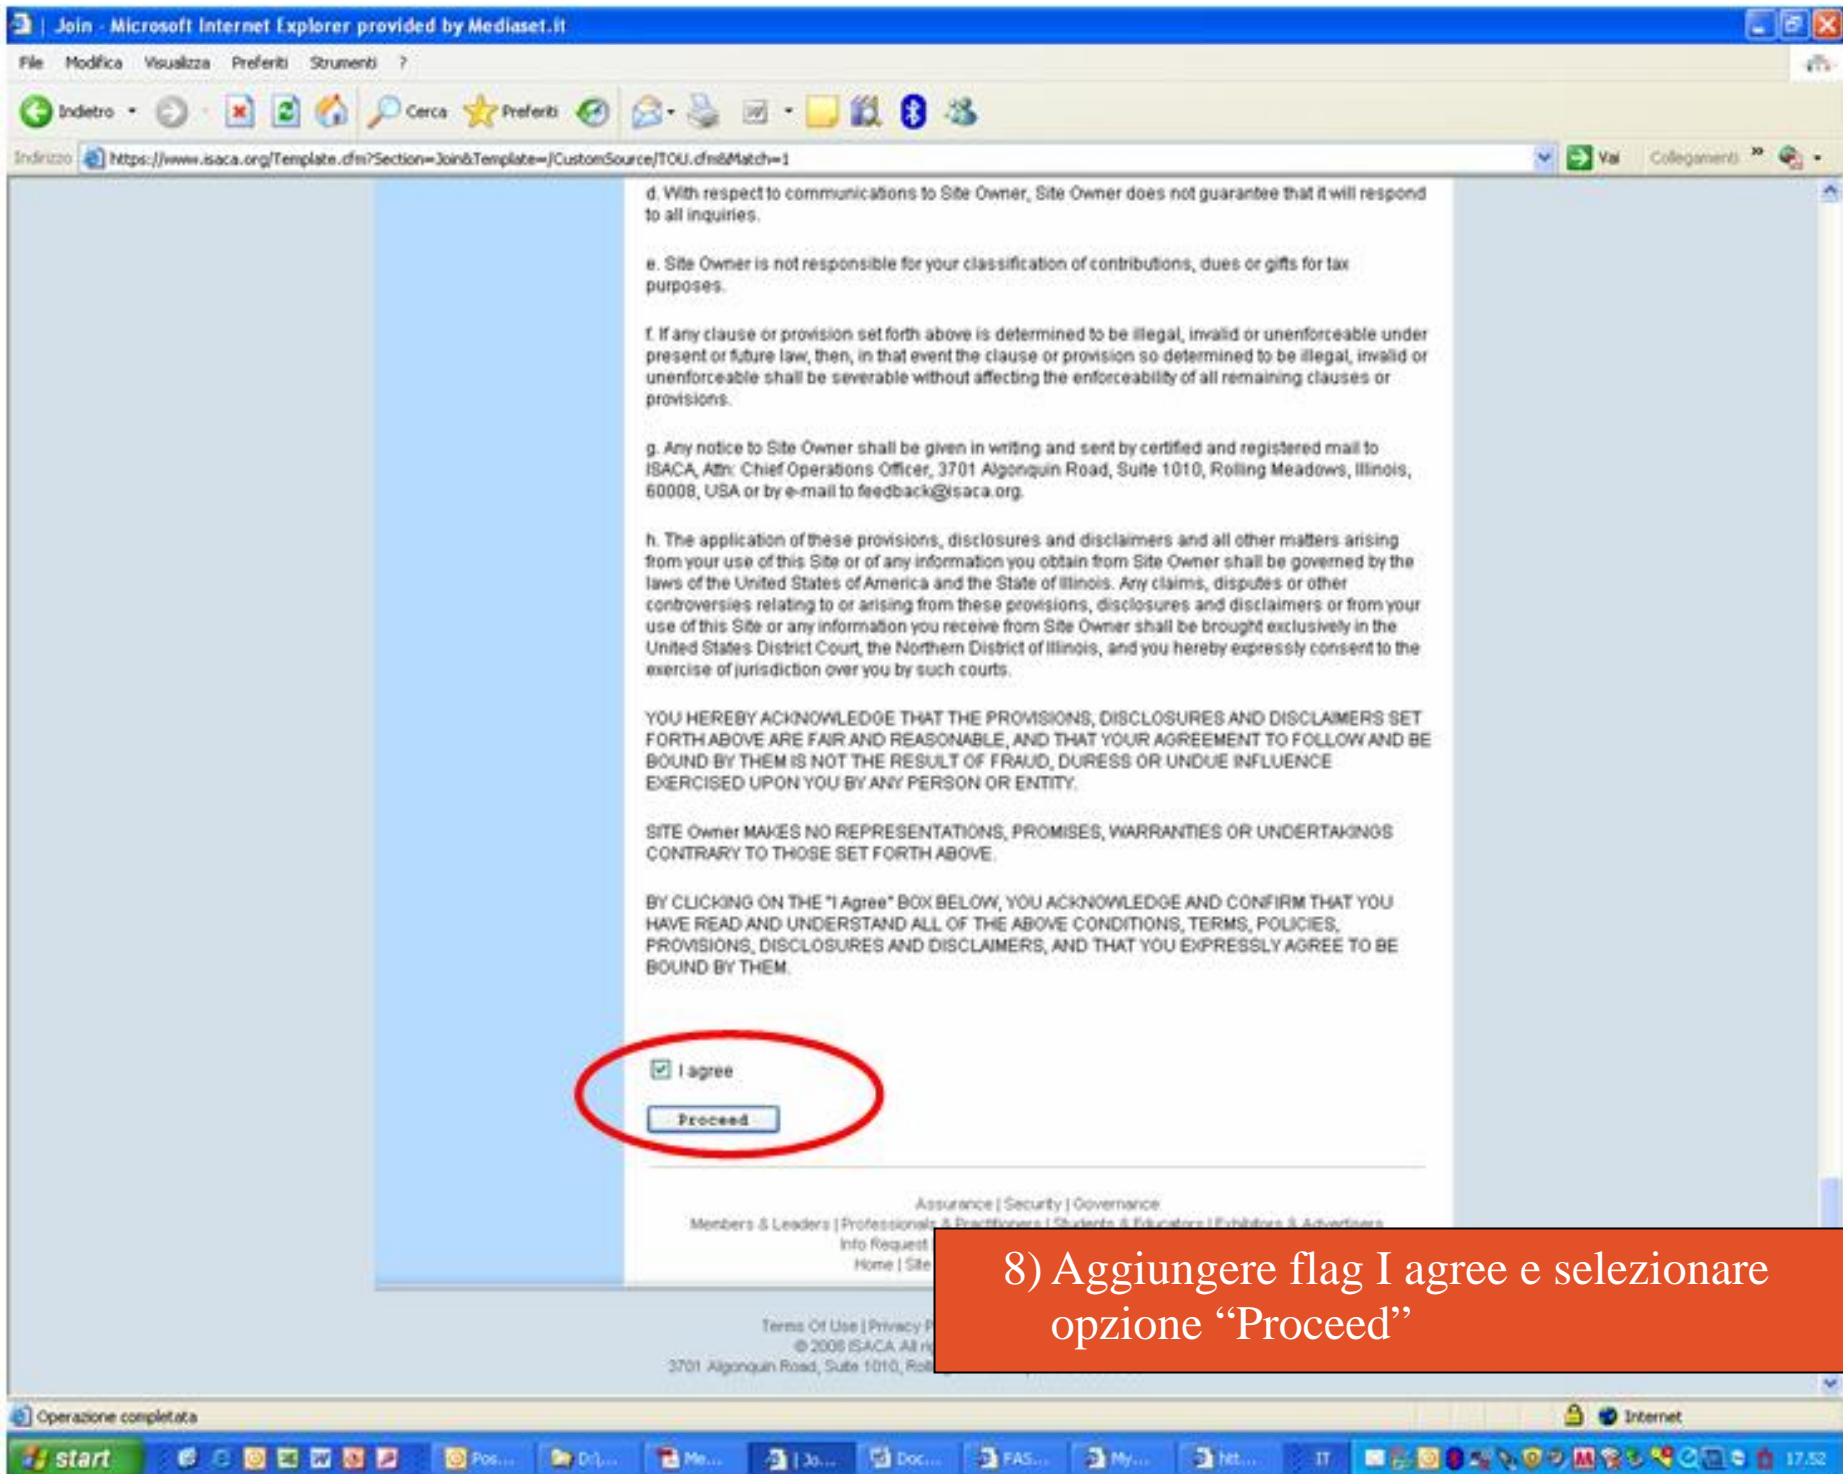 | Join - Microsoft Internet Explorer provided by Mediaset.it
File Modifica Visualizza Preferiti Strumenti ?
Indietro Cerca Preferiti
Indirizzo https://www.isaca.org/Template.cfm?Section=Join&Template=/CustomSource/TOU.cfm&Match=1 Vai Collegamenti »
d. With respect to communications to Site Owner, Site Owner does not guarantee that it will respond
to all inquiries.
e. Site Owner is not responsible for your classification of contributions, dues or gifts for tax
purposes.
f. If any clause or provision set forth above is determined to be illegal, invalid or unenforceable under
present or future law, then, in that event the clause or provision so determined to be illegal, invalid or
unenforceable shall be severable without affecting the enforceability of all remaining clauses or
provisions.
g. Any notice to Site Owner shall be given in writing and sent by certified and registered mail to
ISACA, Attn: Chief Operations Officer, 3701 Algonquin Road, Suite 1010, Rolling Meadows, Illinois,
60008, USA or by e-mail to feedback@isaca.org.
h. The application of these provisions, disclosures and disclaimers and all other matters arising
from your use of this Site or of any information you obtain from Site Owner shall be governed by the
laws of the United States of America and the State of Illinois. Any claims, disputes or other
controversies relating to or arising from these provisions, disclosures and disclaimers or from your
use of this Site or any information you receive from Site Owner shall be brought exclusively in the
United States District Court, the Northern District of Illinois, and you hereby expressly consent to the
exercise of jurisdiction over you by such courts.
YOU HEREBY ACKNOWLEDGE THAT THE PROVISIONS, DISCLOSURES AND DISCLAIMERS SET
FORTH ABOVE ARE FAIR AND REASONABLE, AND THAT YOUR AGREEMENT TO FOLLOW AND BE
BOUND BY THEM IS NOT THE RESULT OF FRAUD, DURESS OR UNDUE INFLUENCE
EXERCISED UPON YOU BY ANY PERSON OR ENTITY.
SITE Owner MAKES NO REPRESENTATIONS, PROMISES, WARRANTIES OR UNDERTAKINGS
CONTRARY TO THOSE SET FORTH ABOVE.
BY CLICKING ON THE "I Agree" BOX BELOW, YOU ACKNOWLEDGE AND CONFIRM THAT YOU
HAVE READ AND UNDERSTAND ALL OF THE ABOVE CONDITIONS, TERMS, POLICIES,
PROVISIONS, DISCLOSURES AND DISCLAIMERS, AND THAT YOU EXPRESSLY AGREE TO BE
BOUND BY THEM.
I agree
Proceed
Assurance | Security | Governance
Members & Leaders | Professionals & Practitioners | Students & Educators | Exhibitors & Advertisers
Info Request
Home | Site
8) Aggiungere flag I agree e selezionare
opzione “Proceed”
Terms Of Use | Privacy P
© 2008 ISACA All
3701 Algonquin Road, Suite 1010,
Operazione completata Internet
start Pos... D:\... Me... | Jo... Doc... FAS... My... htt... IT 17.52